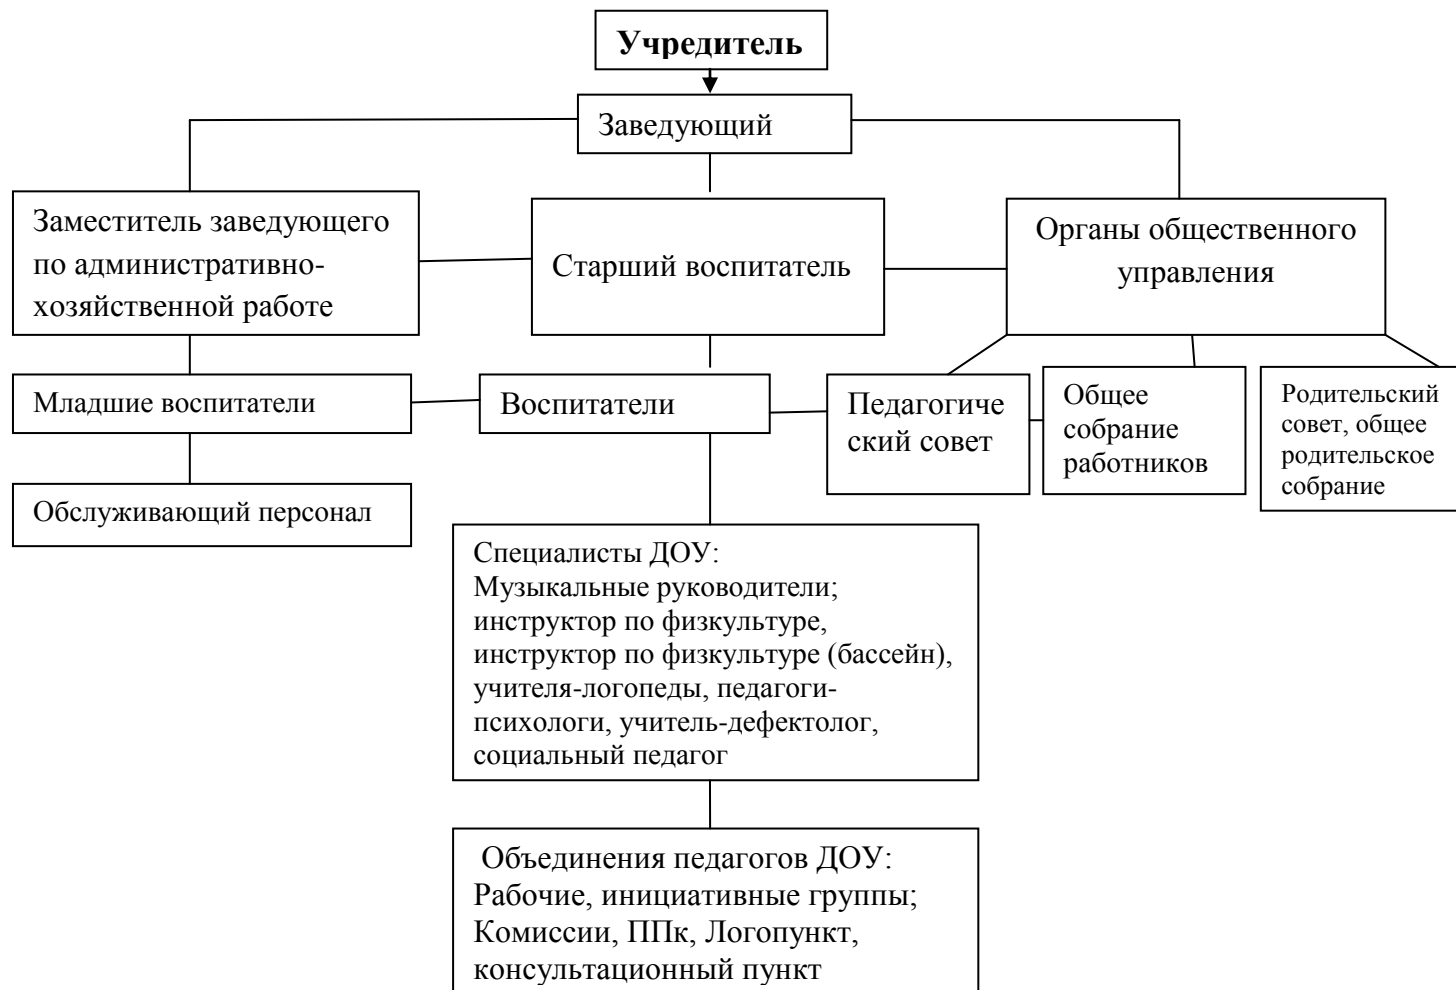 Учредитель
Заведующий
Заместитель заведующего
по административно-
хозяйственной работе
Старший воспитатель
Органы общественного
управления
Младшие воспитатели
Воспитатели
Педагогиче
ский совет
Общее
собрание
работников
Родительский
совет, общее
родительское
собрание
Обслуживающий персонал
Специалисты ДОУ:
Музыкальные руководители;
инструктор по физкультуре,
инструктор по физкультуре (бассейн),
учителя-логопеды, педагоги-
психологи, учитель-дефектолог,
социальный педагог
Объединения педагогов ДОУ:
Рабочие, инициативные группы;
Комиссии, ППк, Логопункт,
консультационный пункт